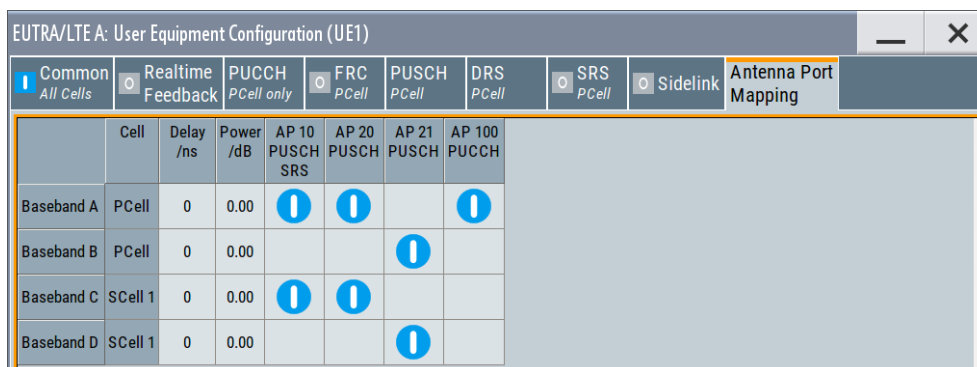 EUTRA/LTE A: User Equipment Configuration (UE1)
Common
All Cells
Realtime
Feedback
PUCCH
PCell only
FRC
PCell
PUSCH
PCell
DRS
PCell
SRS
PCell
Sidelink
Antenna Port
Mapping
Cell
Delay
/ns
Power
/dB
AP 10
PUSCH
SRS
AP 20
PUSCH
AP 21
PUSCH
AP 100
PUCCH
Baseband A PCell 0 0.00
Baseband B PCell 0 0.00
Baseband C SCell 1 0 0.00
Baseband D SCell 1 0 0.00